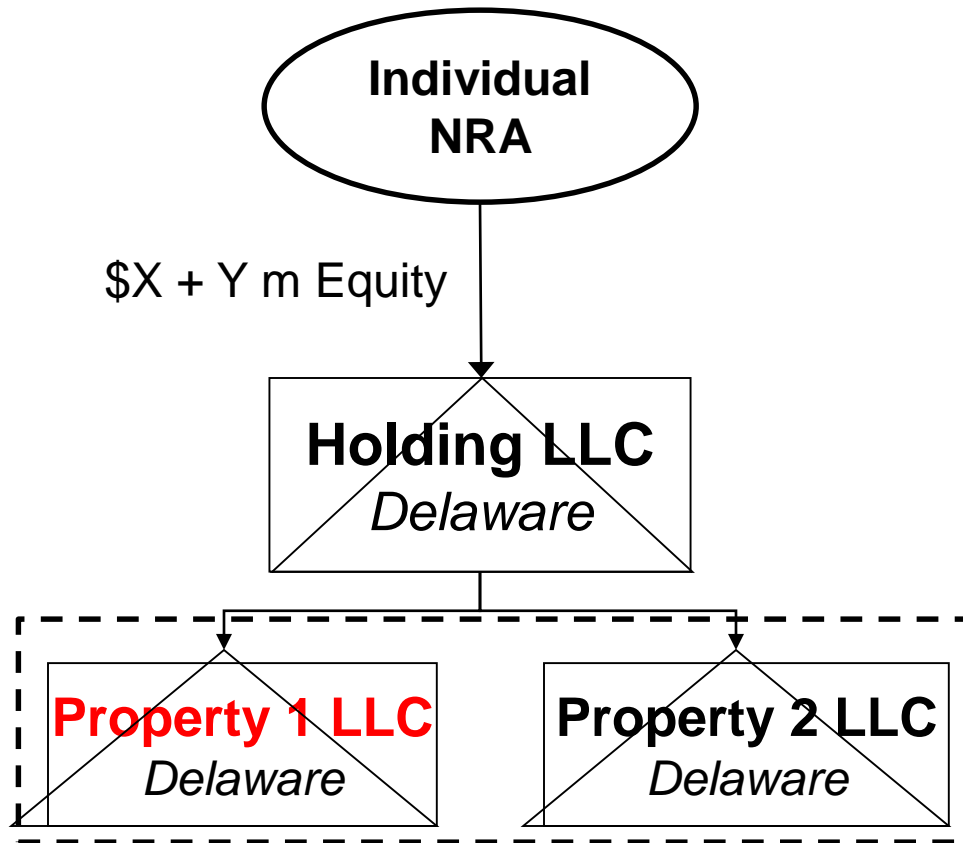 Individual
NRA
$X + Y m Equity
Holding LLC
Delaware
Property 1 LLC
Delaware
Property 2 LLC
Delaware